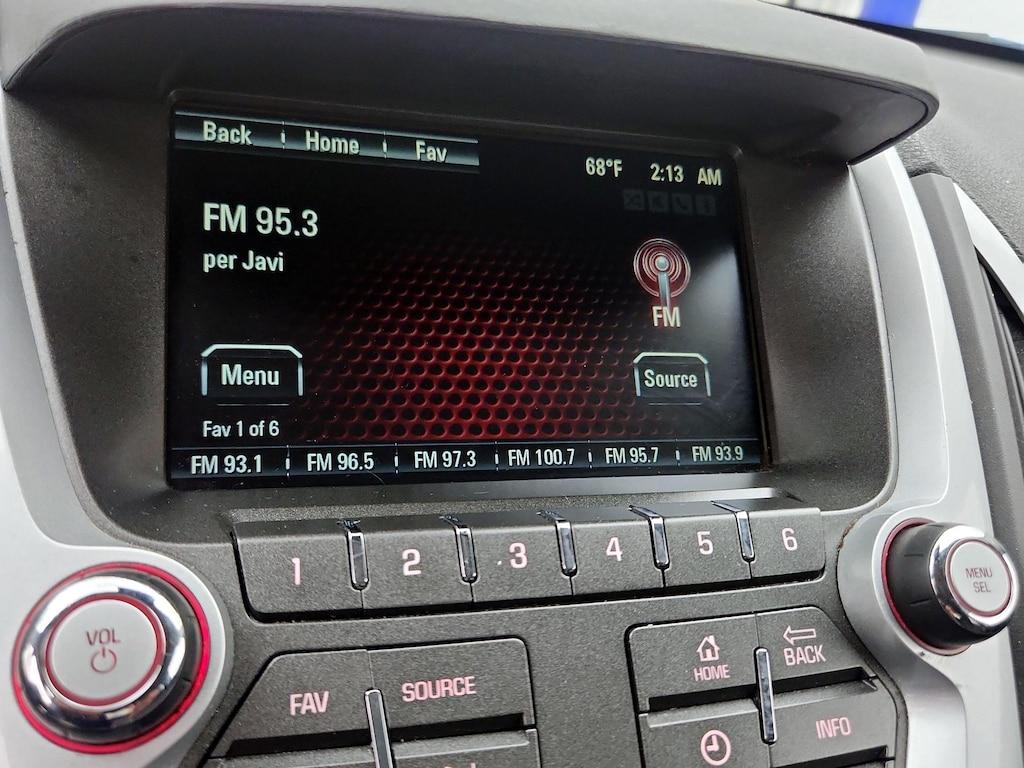 Back Home Fav
68°F 2:13 AM
FM 95.3
per Javi
FM
Menu
Source
Fav 1 of 6
FM 93.1 FM 96.5 FM 97.3 FM 100.7 FM 95.7 FM 93.9
1 2 3 4 5 6
VOL
MENU
SEL
FAV
SOURCE
HOME
BACK
INFO